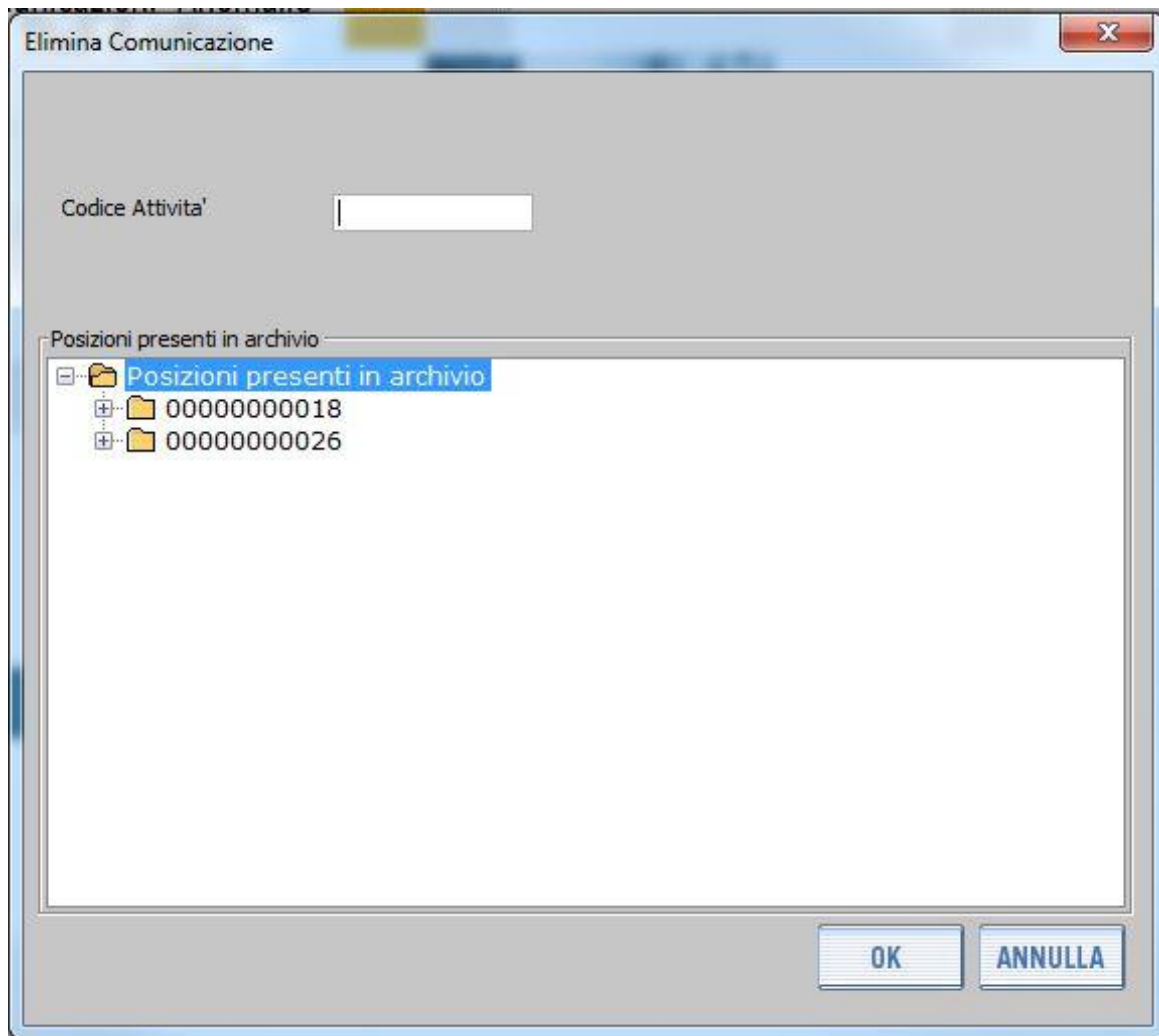 Elimina Comunicazione
Codice Attivita'
Posizioni presenti in archivio
Posizioni presenti in archivio
00000000018
00000000026
OK ANNULLA